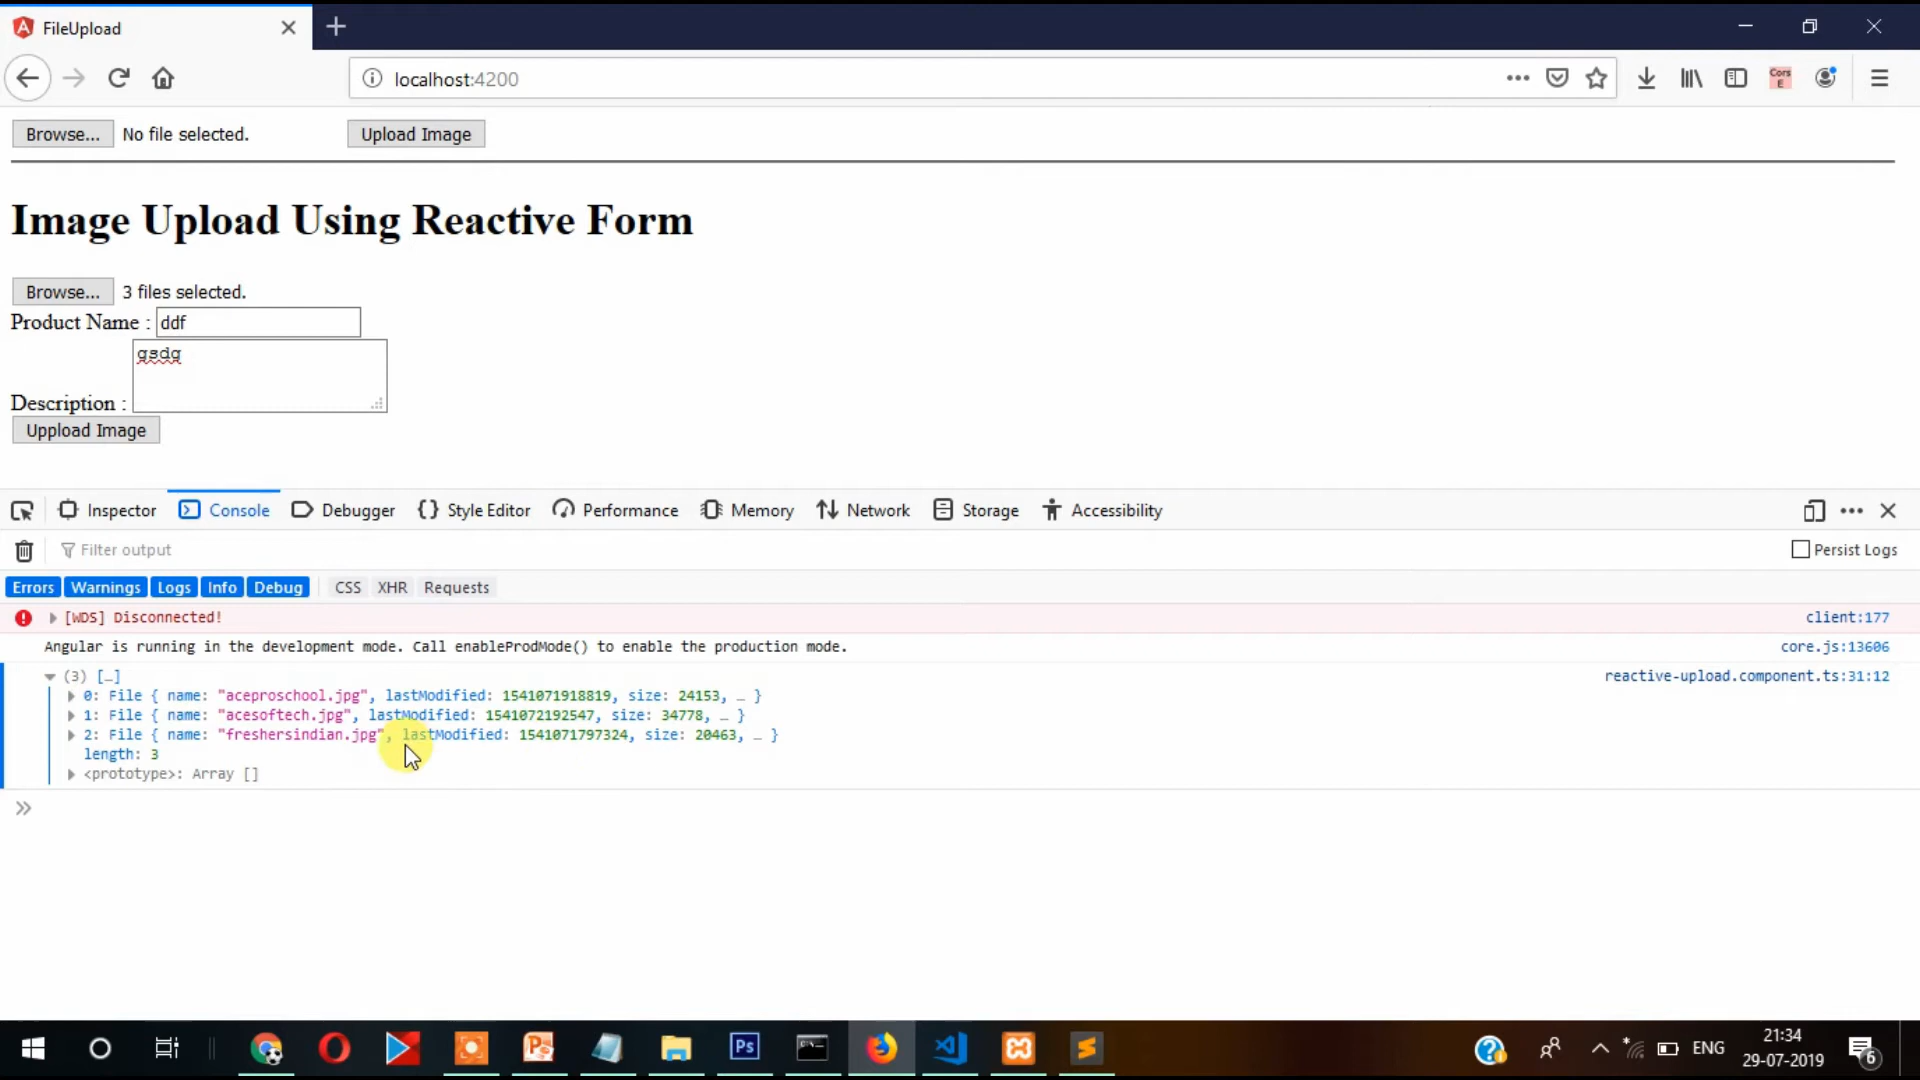 FileUpload
localhost:4200
Cors
E
Browse... No file selected. Upload Image
Image Upload Using Reactive Form
Browse... 3 files selected.
Product Name : ddf
gsdg
Description :
Uppload Image
Inspector Console Debugger {} Style Editor Performance Memory Network Storage Accessibility
Filter output Persist Logs
Errors Warnings Logs Info Debug CSS XHR Requests
[WDS] Disconnected! client:177
Angular is running in the development mode. Call enableProdMode() to enable the production mode. core.js:13606
(3) […] reactive-upload.component.ts:31:12
0: File { name: "aceproschool.jpg", lastModified: 1541071918819, size: 24153, … }
1: File { name: "acesoftech.jpg", lastModified: 1541072192547, size: 34778, … }
2: File { name: "freshersindian.jpg", lastModified: 1541071797324, size: 20463, … }
length: 3
<prototype>: Array []
»
Ps
ENG
21:34
29-07-2019
6